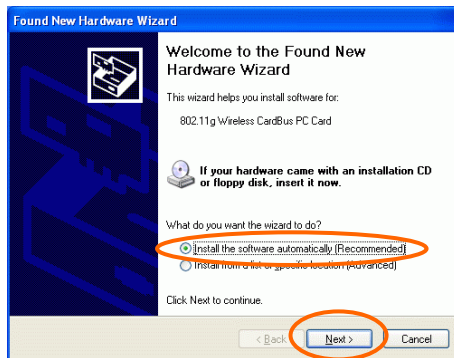 Found New Hardware Wizard
Welcome to the Found New
Hardware Wizard
This wizard helps you install software for:
802.11g Wireless CardBus PC Card
If your hardware came with an installation CD
or floppy disk, insert it now.
What do you want the wizard to do?
Install the software automatically (Recommended)
Install from a list or specific location (Advanced)
Click Next to continue.
< Back
Next >
Cancel